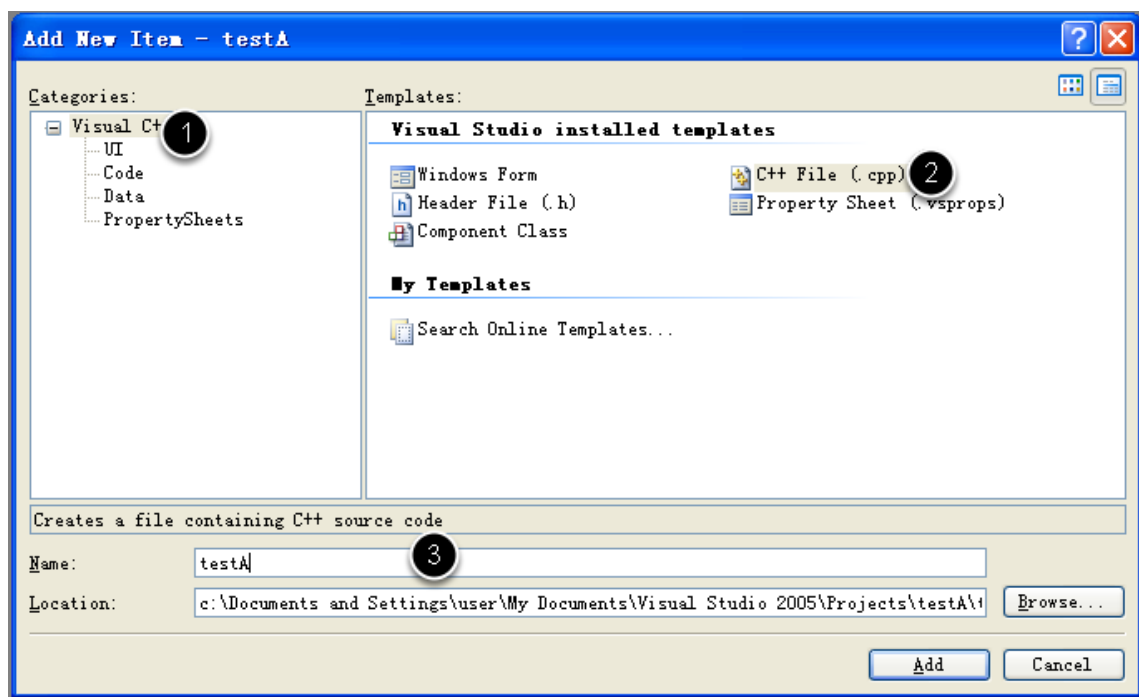 Add New Item - testA
Categories:
Templates:
Visual C+
1
UI
Code
Data
PropertySheets
Visual Studio installed templates
Windows Form
C++ File (.cpp)
2
Header File (.h)
Property Sheet (.vsprops)
Component Class
My Templates
Search Online Templates...
Creates a file containing C++ source code
3
Name:
testA
Location:
c:\Documents and Settings\user\My Documents\Visual Studio 2005\Projects\testA\t
Browse...
Add
Cancel